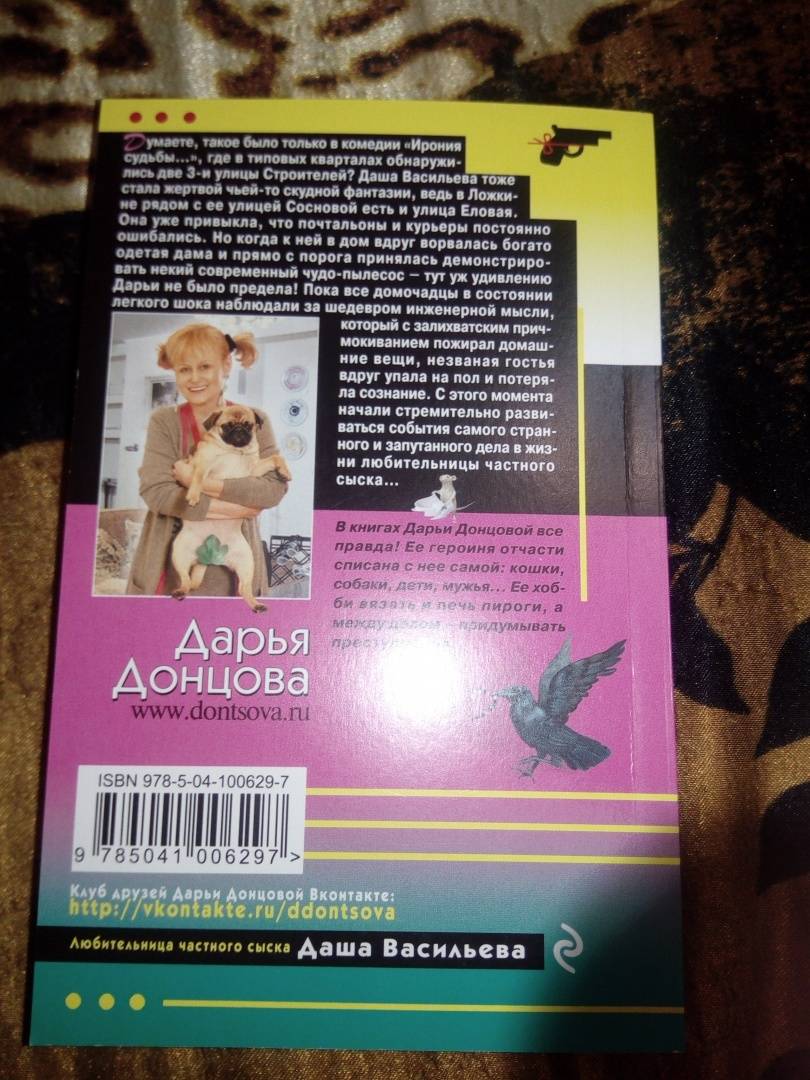 Думаете, такое было только в комедии «Ирония
судьбы...», где в типовых кварталах обнаружи-
лись две 3-и улицы Строителей? Даша Васильева тоже
стала жертвой чьей-то скудной фантазии, ведь в Ложки-
не рядом с ее улицей Сосновой есть и улица Еловая.
Она уже привыкла, что почтальоны и курьеры постоянно
ошибались. Но когда к ней в дом вдруг ворвалась богато
одетая дама и прямо с порога принялась демонстриро-
вать некий современный чудо-пылесос – тут уж удивлению
Дарьи не было предела! Пока все домочадцы в состоянии
легкого шока наблюдали за шедевром инженерной мысли,
который с залихватским прич-
мокиванием пожирал домаш-
ние вещи, незваная гостья
вдруг упала на пол и потеря-
ла сознание. С этого момента
начали стремительно разви-
ваться события самого стран-
ного и запутанного дела в жиз-
ни любительницы частного
сыска...
В книгах Дарьи Донцовой все
правда! Ее героиня отчасти
списана с нее самой: кошки,
собаки, дети, мужья... Ее хоб-
би вязать и печь пироги, а
между делом – придумывать
Дарья
Донцова
www.dontsova.ru
ISBN 978-5-04-100629-7
9 785041 006297 >
Клуб друзей Дарьи Донцовой Вконтакте:
http://vkontakte.ru/ddontsova
Любительница частного сыска Даша Васильева